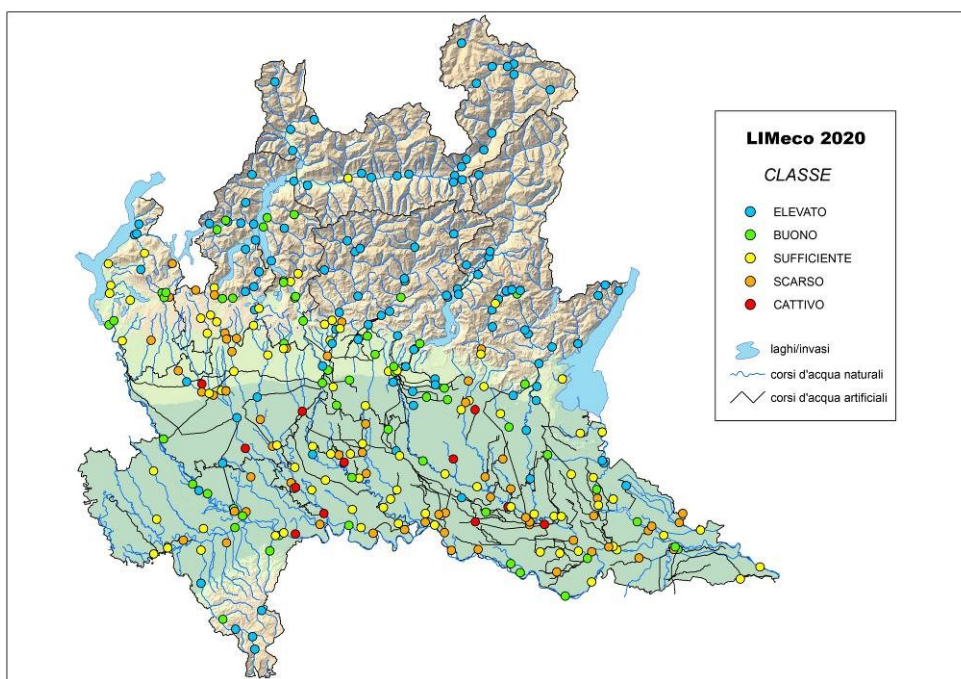 LIMeco 2020
CLASSE
ELEVATO
BUONO
SUFFICIENTE
SCARSO
CATTIVO
laghi/invasi
corsi d'acqua naturali
corsi d'acqua artificiali